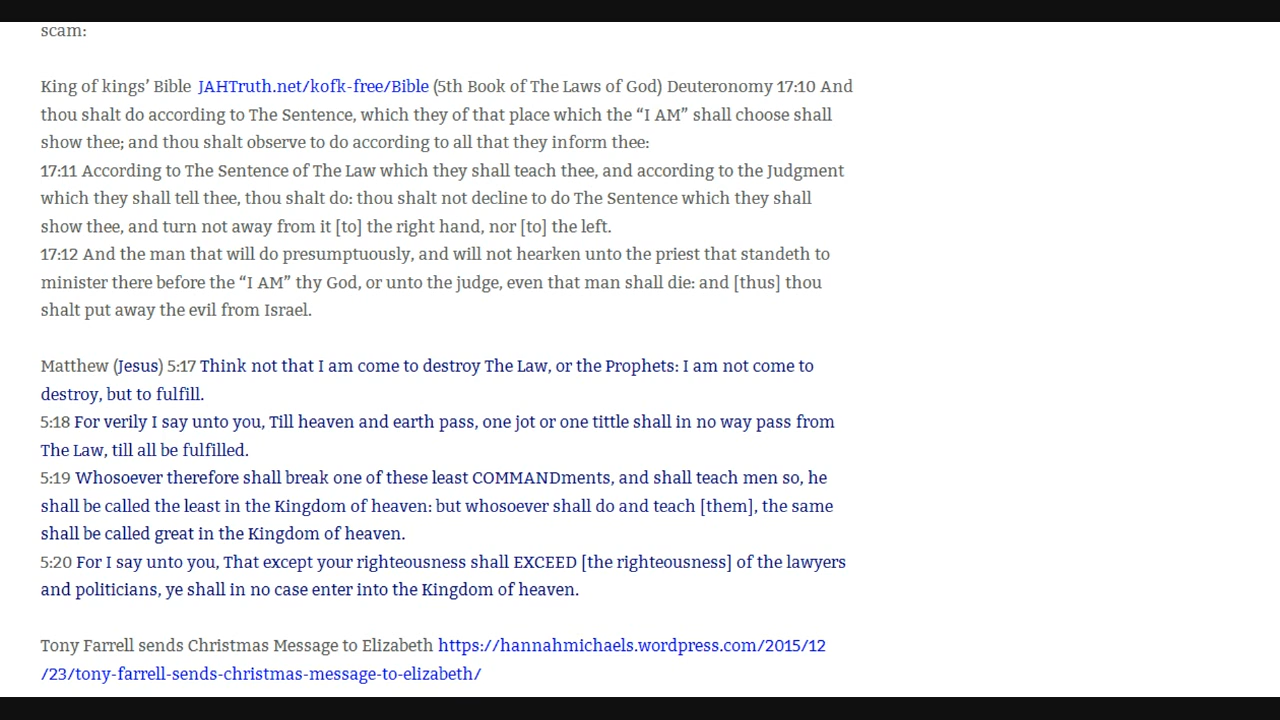 scam:
King of kings’ Bible JAHTruth.net/kofk-free/Bible (5th Book of The Laws of God) Deuteronomy 17:10 And
thou shalt do according to The Sentence, which they of that place which the “I AM” shall choose shall
show thee; and thou shalt observe to do according to all that they inform thee:
17:11 According to The Sentence of The Law which they shall teach thee, and according to the Judgment
which they shall tell thee, thou shalt do: thou shalt not decline to do The Sentence which they shall
show thee, and turn not away from it [to] the right hand, nor [to] the left.
17:12 And the man that will do presumptuously, and will not hearken unto the priest that standeth to
minister there before the “I AM” thy God, or unto the judge, even that man shall die: and [thus] thou
shalt put away the evil from Israel.
Matthew (Jesus) 5:17 Think not that I am come to destroy The Law, or the Prophets: I am not come to
destroy, but to fulfill.
5:18 For verily I say unto you, Till heaven and earth pass, one jot or one tittle shall in no way pass from
The Law, till all be fulfilled.
5:19 Whosoever therefore shall break one of these least COMMANDments, and shall teach men so, he
shall be called the least in the Kingdom of heaven: but whosoever shall do and teach [them], the same
shall be called great in the Kingdom of heaven.
5:20 For I say unto you, That except your righteousness shall EXCEED [the righteousness] of the lawyers
and politicians, ye shall in no case enter into the Kingdom of heaven.
Tony Farrell sends Christmas Message to Elizabeth https://hannahmichaels.wordpress.com/2015/12
/23/tony-farrell-sends-christmas-message-to-elizabeth/